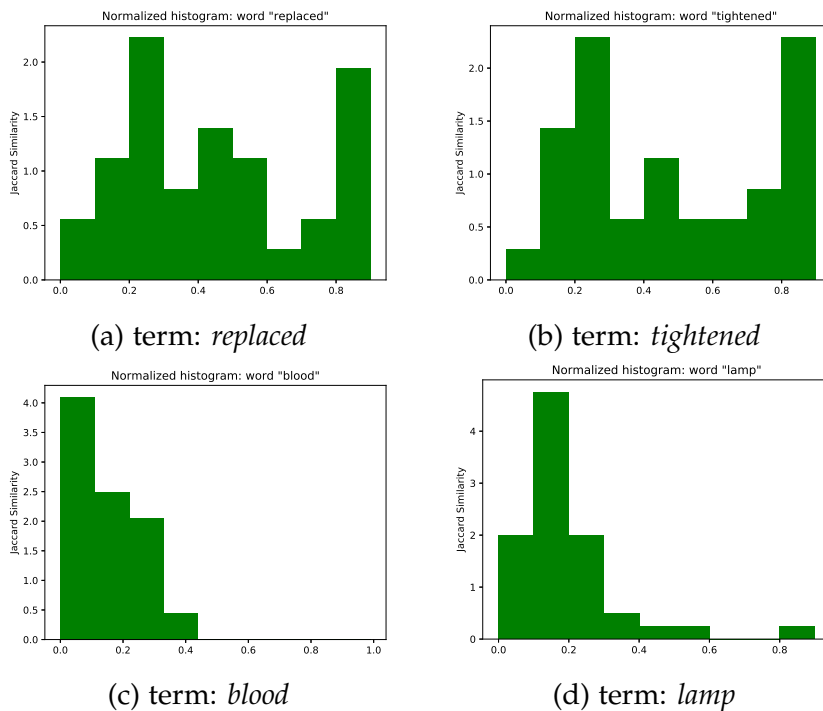 Normalized histogram: word "replaced"
Jaccard Similarity
2.0
1.5
1.0
0.5
0.0
0.0 0.2 0.4 0.6 0.8
(a) term: replaced
Normalized histogram: word "tightened"
Jaccard Similarity
2.0
1.5
1.0
0.5
0.0
0.0 0.2 0.4 0.6 0.8
(b) term: tightened
Normalized histogram: word "blood"
Jaccard Similarity
4.0
3.5
3.0
2.5
2.0
1.5
1.0
0.5
0.0
0.0 0.2 0.4 0.6 0.8 1.0
(c) term: blood
Normalized histogram: word "lamp"
Jaccard Similarity
4
3
2
1
0
0.0 0.2 0.4 0.6 0.8
(d) term: lamp